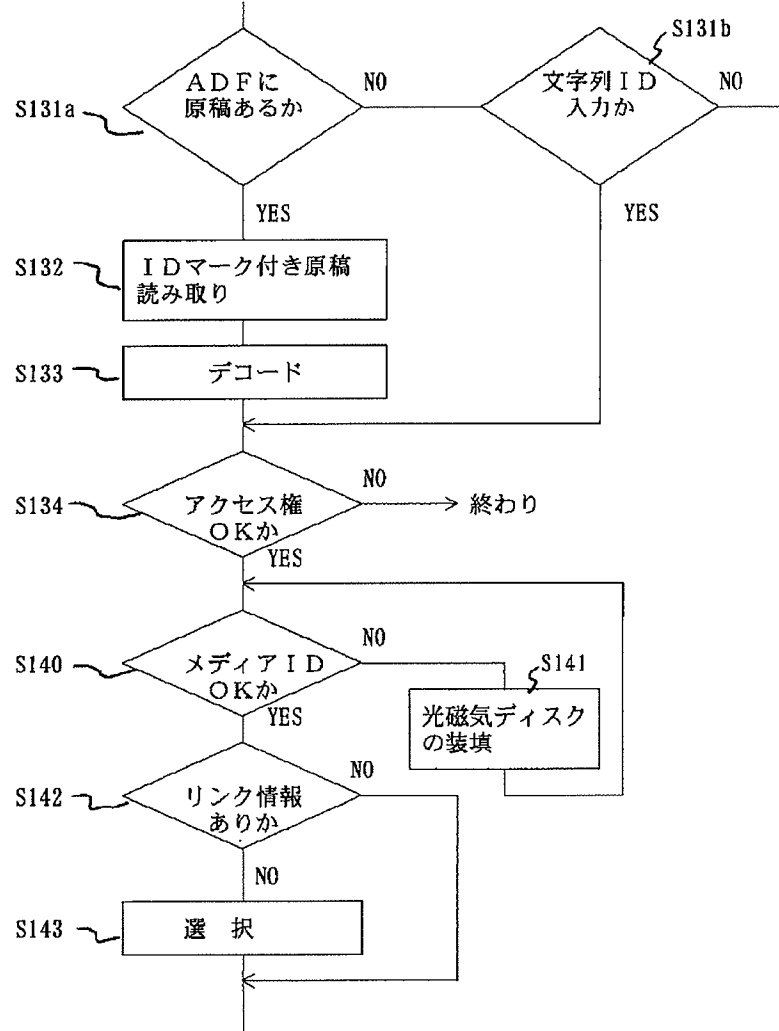 S131b
ADFに
原稿あるか
NO
文字列ID
入力か
NO
S131a
YES
YES
S132
IDマーク付き原稿
読み取り
S133
デコード
NO
S134
アクセス権
OKか
終わり
YES
NO
S140
メディアID
OKか
S141
YES
光磁気ディスク
の装填
NO
S142
リンク情報
ありか
NO
S143
選 択